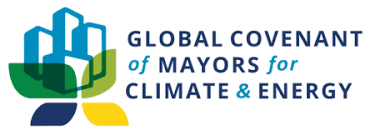 GLOBAL COVENANT
of MAYORS for
CLIMATE & ENERGY